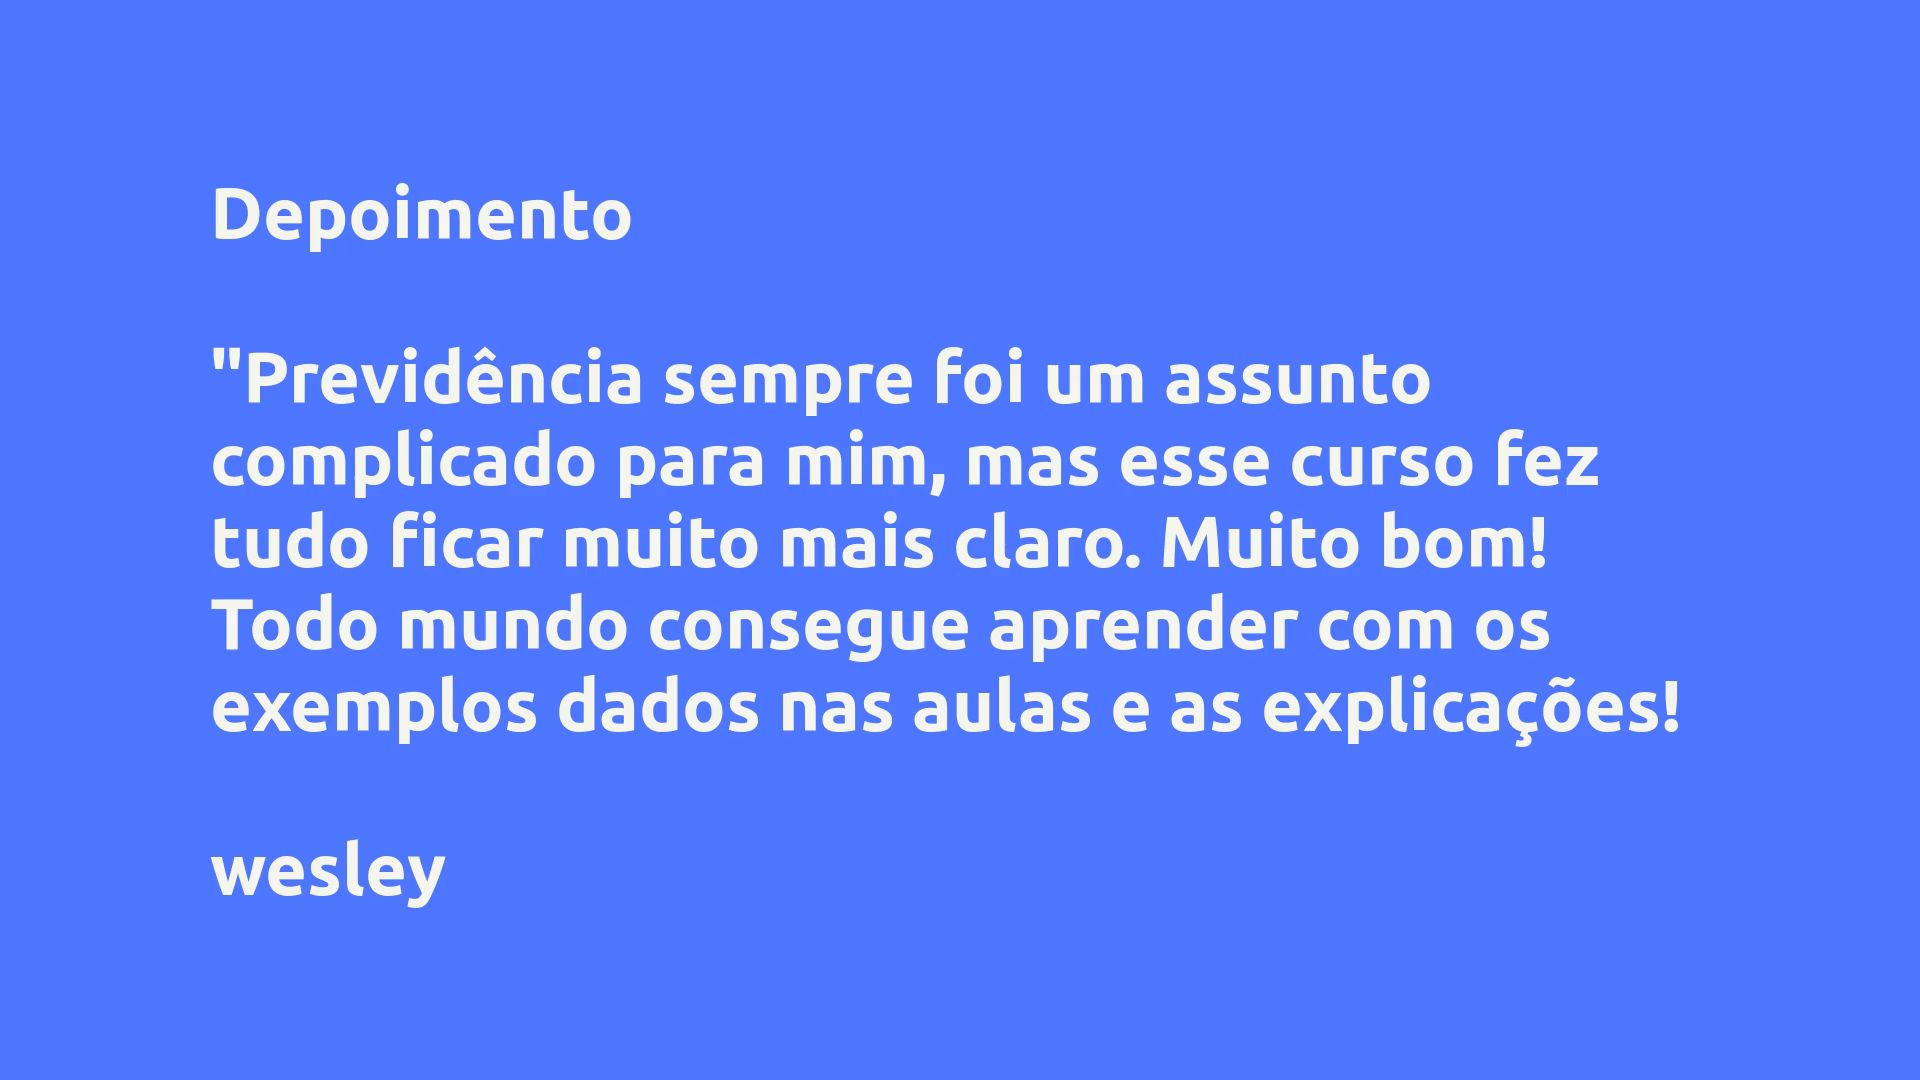 Depoimento
"Previdência sempre foi um assunto
complicado para mim, mas esse curso fez
tudo ficar muito mais claro. Muito bom!
Todo mundo consegue aprender com os
exemplos dados nas aulas e as explicações!
wesley